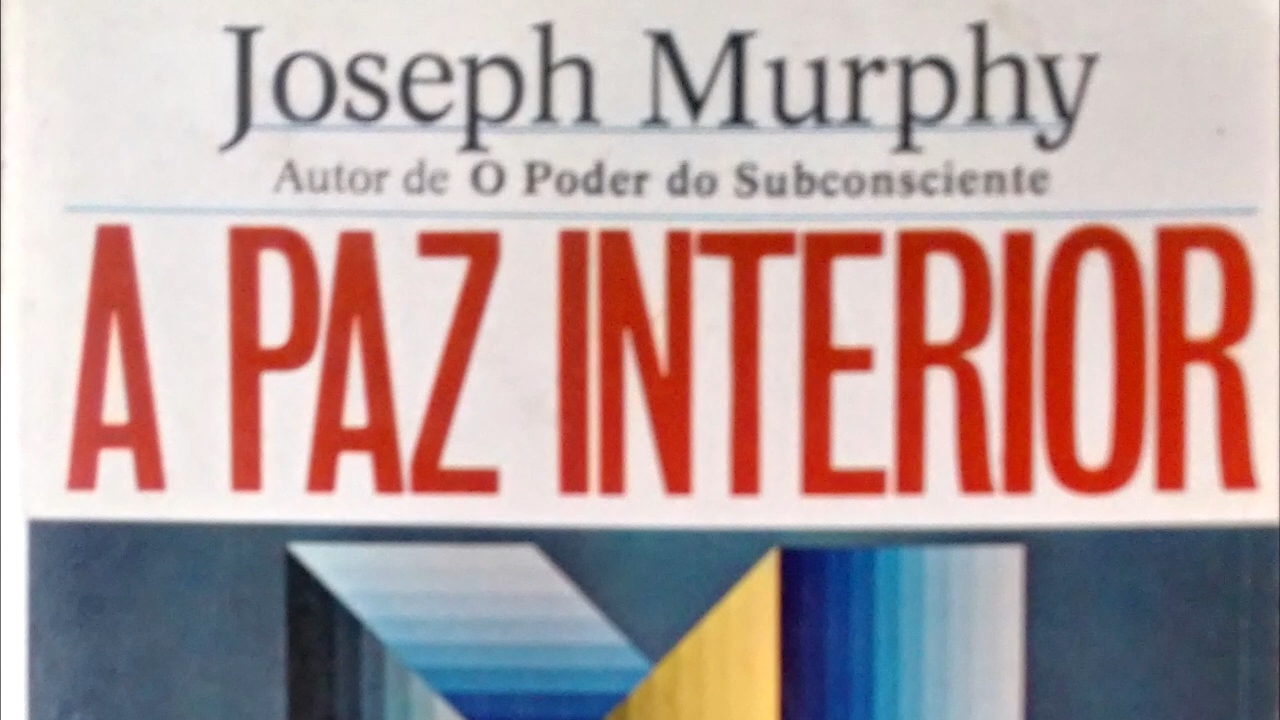 Joseph Murphy
Autor de O Poder do Subconsciente
A PAZ INTERIOR